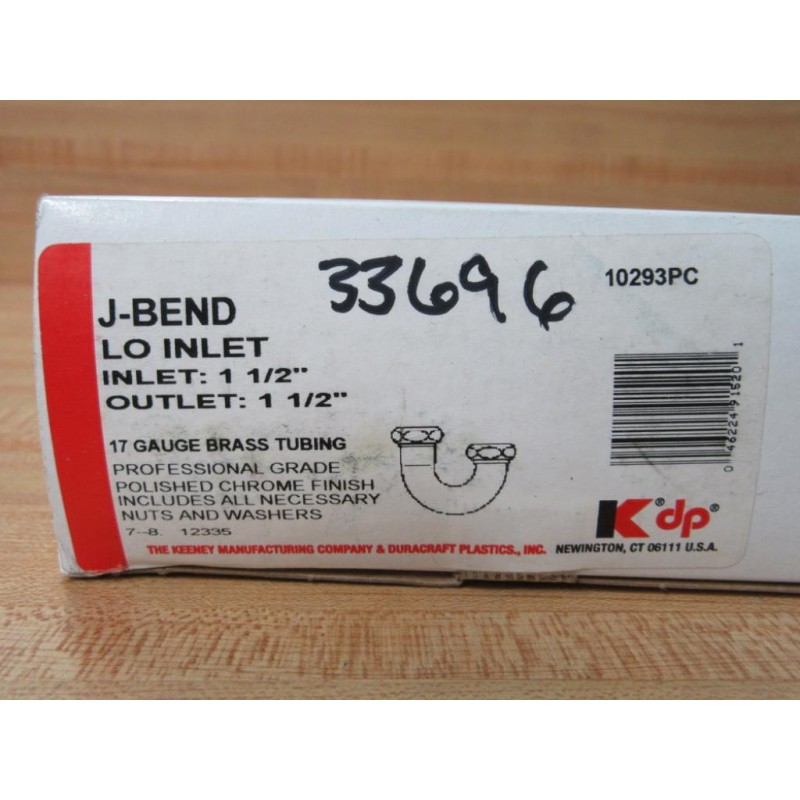 33696
10293PC
J-BEND
LO INLET
INLET: 1 1/2"
OUTLET: 1 1/2"
17 GAUGE BRASS TUBING
PROFESSIONAL GRADE
POLISHED CHROME FINISH
INCLUDES ALL NECESSARY
NUTS AND WASHERS
7--8. 12335
0 46224 91520 1
K® dp®
THE KEENEY MANUFACTURING COMPANY & DURACRAFT PLASTICS., INC. NEWINGTON, CT 06111 U.S.A.